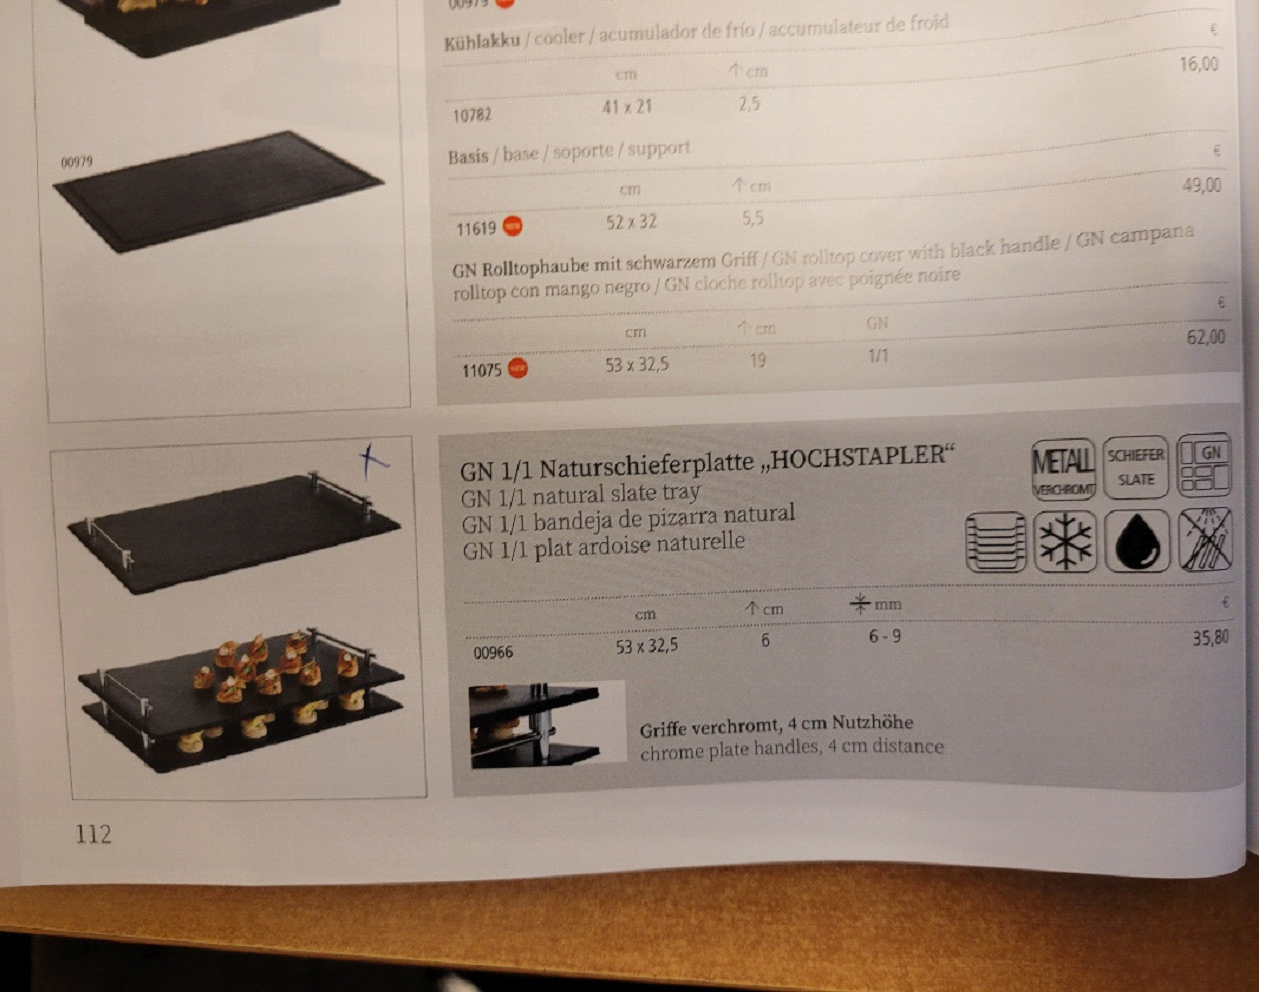 00979
Kühlakku / cooler / acumulador de frío / accumulateur de froid
€
cm ↑ cm
10782 41 x 21 2,5 16,00
00979
Basis / base / soporte / support
€
cm ↑ cm
11619 NEW 52 x 32 5,5 49,00
GN Rolltophaube mit schwarzem Griff / GN rolltop cover with black handle / GN campana
rolltop con mango negro / GN cloche rolltop avec poignée noire
€
cm ↑ cm GN
11075 NEW 53 x 32,5 19 1/1 62,00
GN 1/1 Naturschieferplatte „HOCHSTAPLER“
GN 1/1 natural slate tray
GN 1/1 bandeja de pizarra natural
GN 1/1 plat ardoise naturelle
METALL
VERCHROMT
SCHIEFER
SLATE
GN
cm ↑ cm mm €
00966 53 x 32,5 6 6 - 9 35,80
Griffe verchromt, 4 cm Nutzhöhe
chrome plate handles, 4 cm distance
112